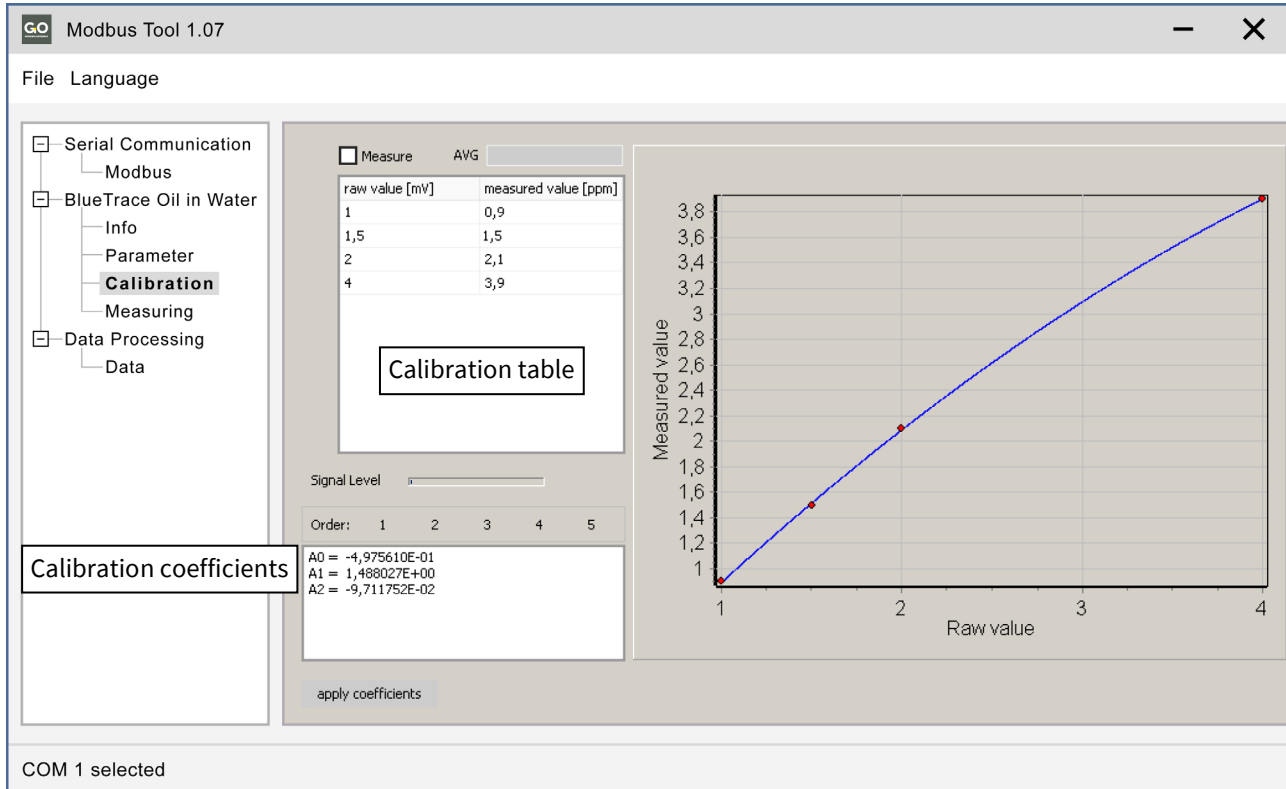 GO Modbus Tool 1.07
File Language
Serial Communication
Modbus
BlueTrace Oil in Water
Info
Parameter
Calibration
Measuring
Data Processing
Data
Measure AVG
raw value [mV] measured value [ppm]
1 0,9
1,5 1,5
2 2,1
4 3,9
Calibration table
Signal Level
Order: 1 2 3 4 5
Calibration coefficients
A0 = -4,975610E-01
A1 = 1,488027E+00
A2 = -9,711752E-02
apply coefficients
Measured value
3,8
3,6
3,4
3,2
3
2,8
2,6
2,4
2,2
2
1,8
1,6
1,4
1,2
1
1 2 3 4
Raw value
COM 1 selected